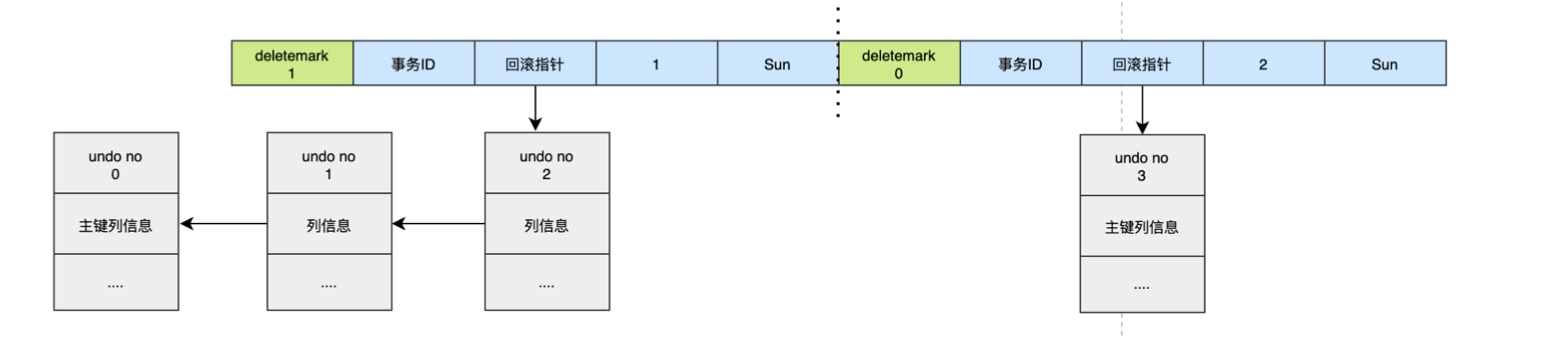 deletemark
1
事务ID
回滚指针
1
Sun
deletemark
0
事务ID
回滚指针
2
Sun
undo no
0
主键列信息
....
undo no
1
列信息
....
undo no
2
列信息
....
undo no
3
主键列信息
....